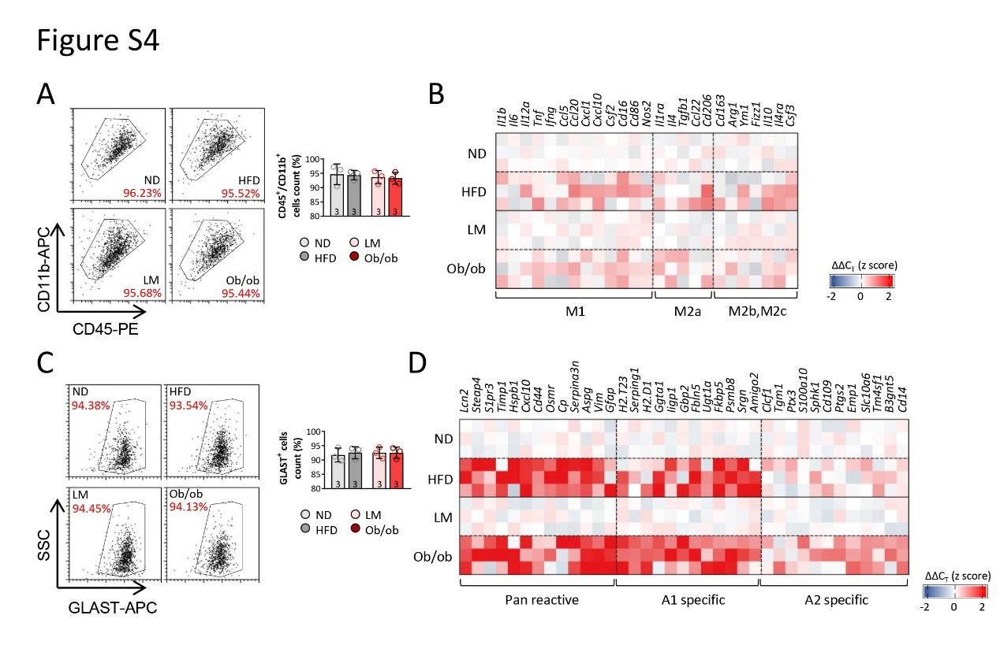 Figure S4
A
ND
96.23%
HFD
95.52%
LM
95.68%
Ob/ob
95.44%
CD11b-APC
CD45-PE
CD45+/CD11b+
cells count (%)
100
95
90
85
80
3 3 3 3
ND LM
HFD Ob/ob
B
Il1b Il6 Il12a Tnf Ifng Ccl5 Ccl20 Cxcl1 Cxcl10 Csf2 Cd16 Cd86 Nos2 Il1ra Il4 Tgfb1 Ccl22 Cd206 Cd163 Arg1 Ym1 Fizz1 Il10 Il4ra Csf3
ND
HFD
LM
Ob/ob
M1 M2a M2b,M2c
ΔΔCT (z score)
-2 0 2
C
ND
94.38%
HFD
93.54%
LM
94.45%
Ob/ob
94.13%
SSC
GLAST-APC
GLAST+ cells
count (%)
100
95
90
85
80
3 3 3 3
ND LM
HFD Ob/ob
D
Lcn2 Steap4 S1pr3 Timp1 Hspb1 Cxcl10 Cd44 Osmr Cp Serpina3n Aspg Vim Gfap H2.T23 Serping1 H2.D1 Ggta1 Iigp1 Gbp2 Fbln5 Ugt1a Fkbp5 Psmb8 Srgn Amigo2 Clcf1 Tgm1 Ptx3 S100a10 Sphk1 Cd109 Ptgs2 Emp1 Slc10a6 Tm4sf1 B3gnt5 Cd14
ND
HFD
LM
Ob/ob
Pan reactive A1 specific A2 specific
ΔΔCT (z score)
-2 0 2